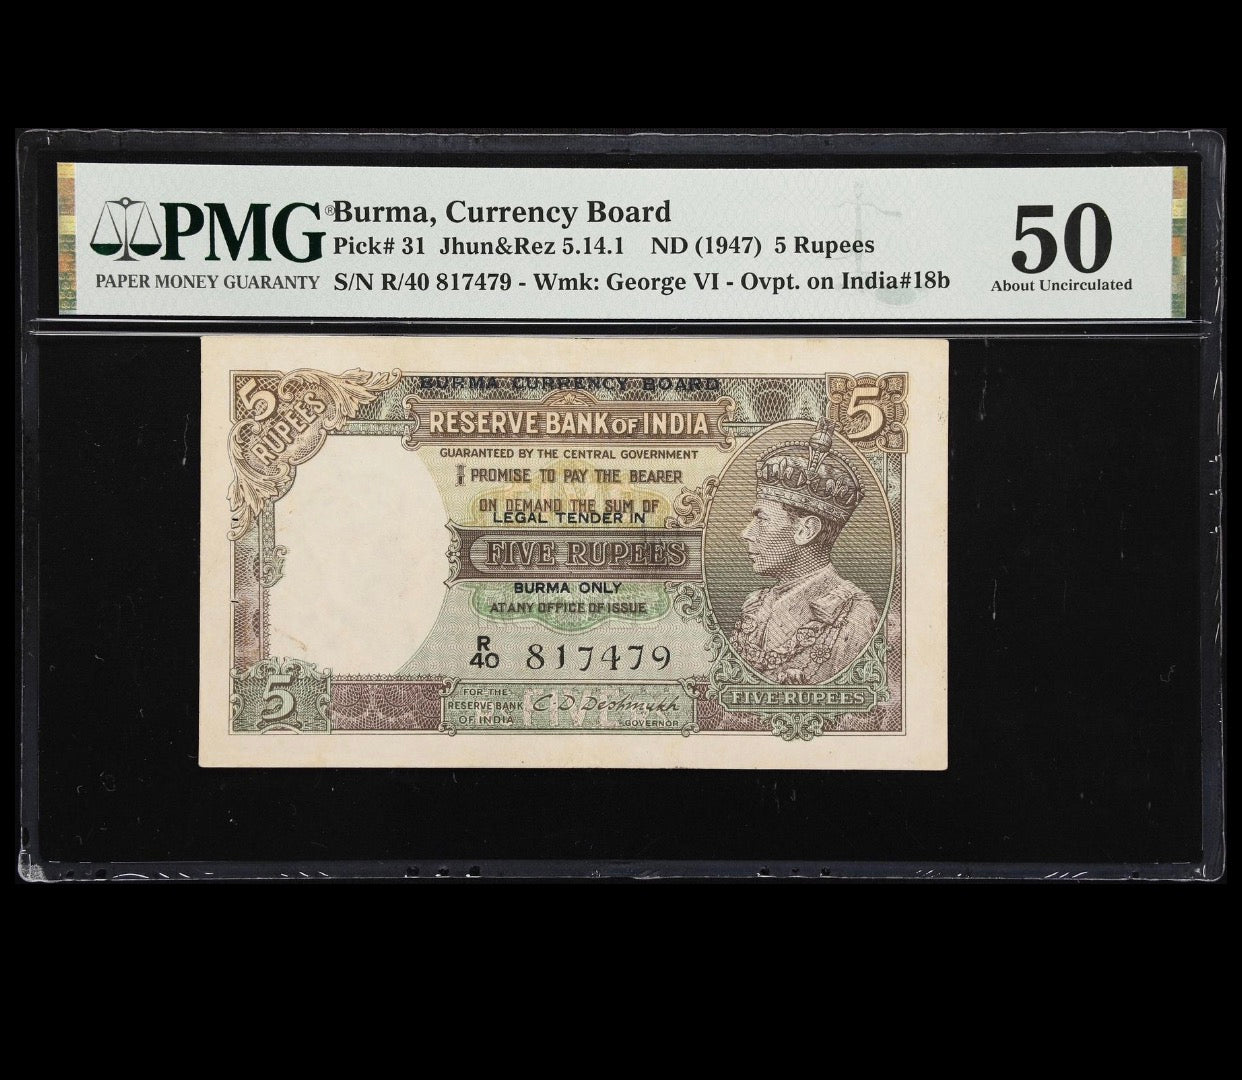 PMG®
PAPER MONEY GUARANTY
Burma, Currency Board
Pick# 31 Jhun&Rez 5.14.1 ND (1947) 5 Rupees
S/N R/40 817479 - Wmk: George VI - Ovpt. on India#18b
50
About Uncirculated
5 RUPEES
BURMA CURRENCY BOARD
5
RESERVE BANK OF INDIA
GUARANTEED BY THE CENTRAL GOVERNMENT
I PROMISE TO PAY THE BEARER
ON DEMAND THE SUM OF
LEGAL TENDER IN
FIVE RUPEES
BURMA ONLY
AT ANY OFFICE OF ISSUE
R
40 817479
5
FOR THE
RESERVE BANK
OF INDIA
C. D. Deshmukh
GOVERNOR
FIVE RUPEES